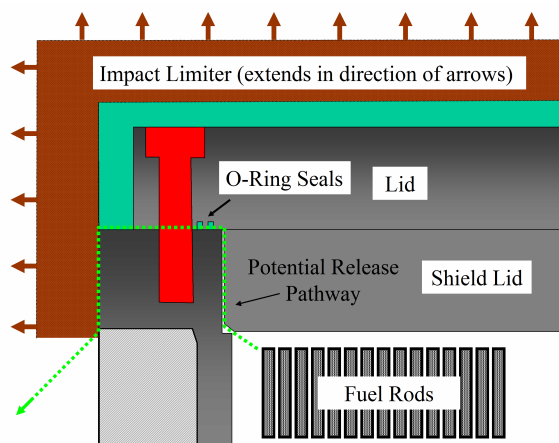 Impact Limiter (extends in direction of arrows)
O-Ring Seals
Lid
Potential Release
Pathway
Shield Lid
Fuel Rods